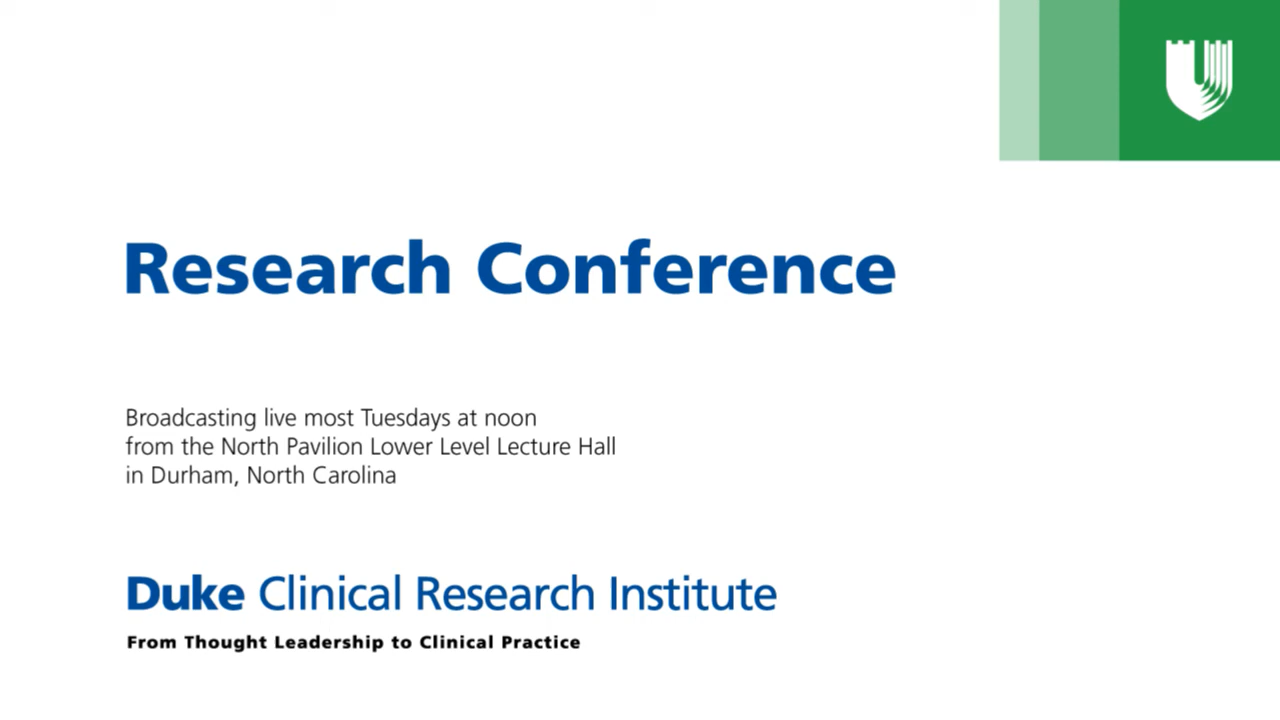 Research Conference
Broadcasting live most Tuesdays at noon
from the North Pavilion Lower Level Lecture Hall
in Durham, North Carolina
Duke Clinical Research Institute
From Thought Leadership to Clinical Practice